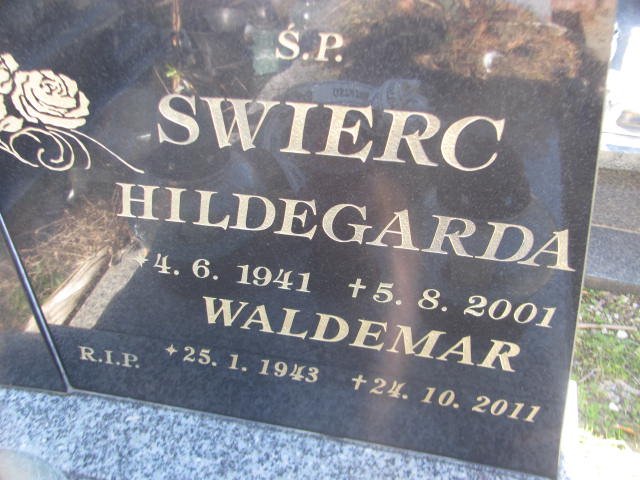 Ś.P.
SWIERC
HILDEGARDA
*4. 6. 1941 +5. 8. 2001
WALDEMAR
R.I.P. *25. 1. 1943 +24. 10. 2011